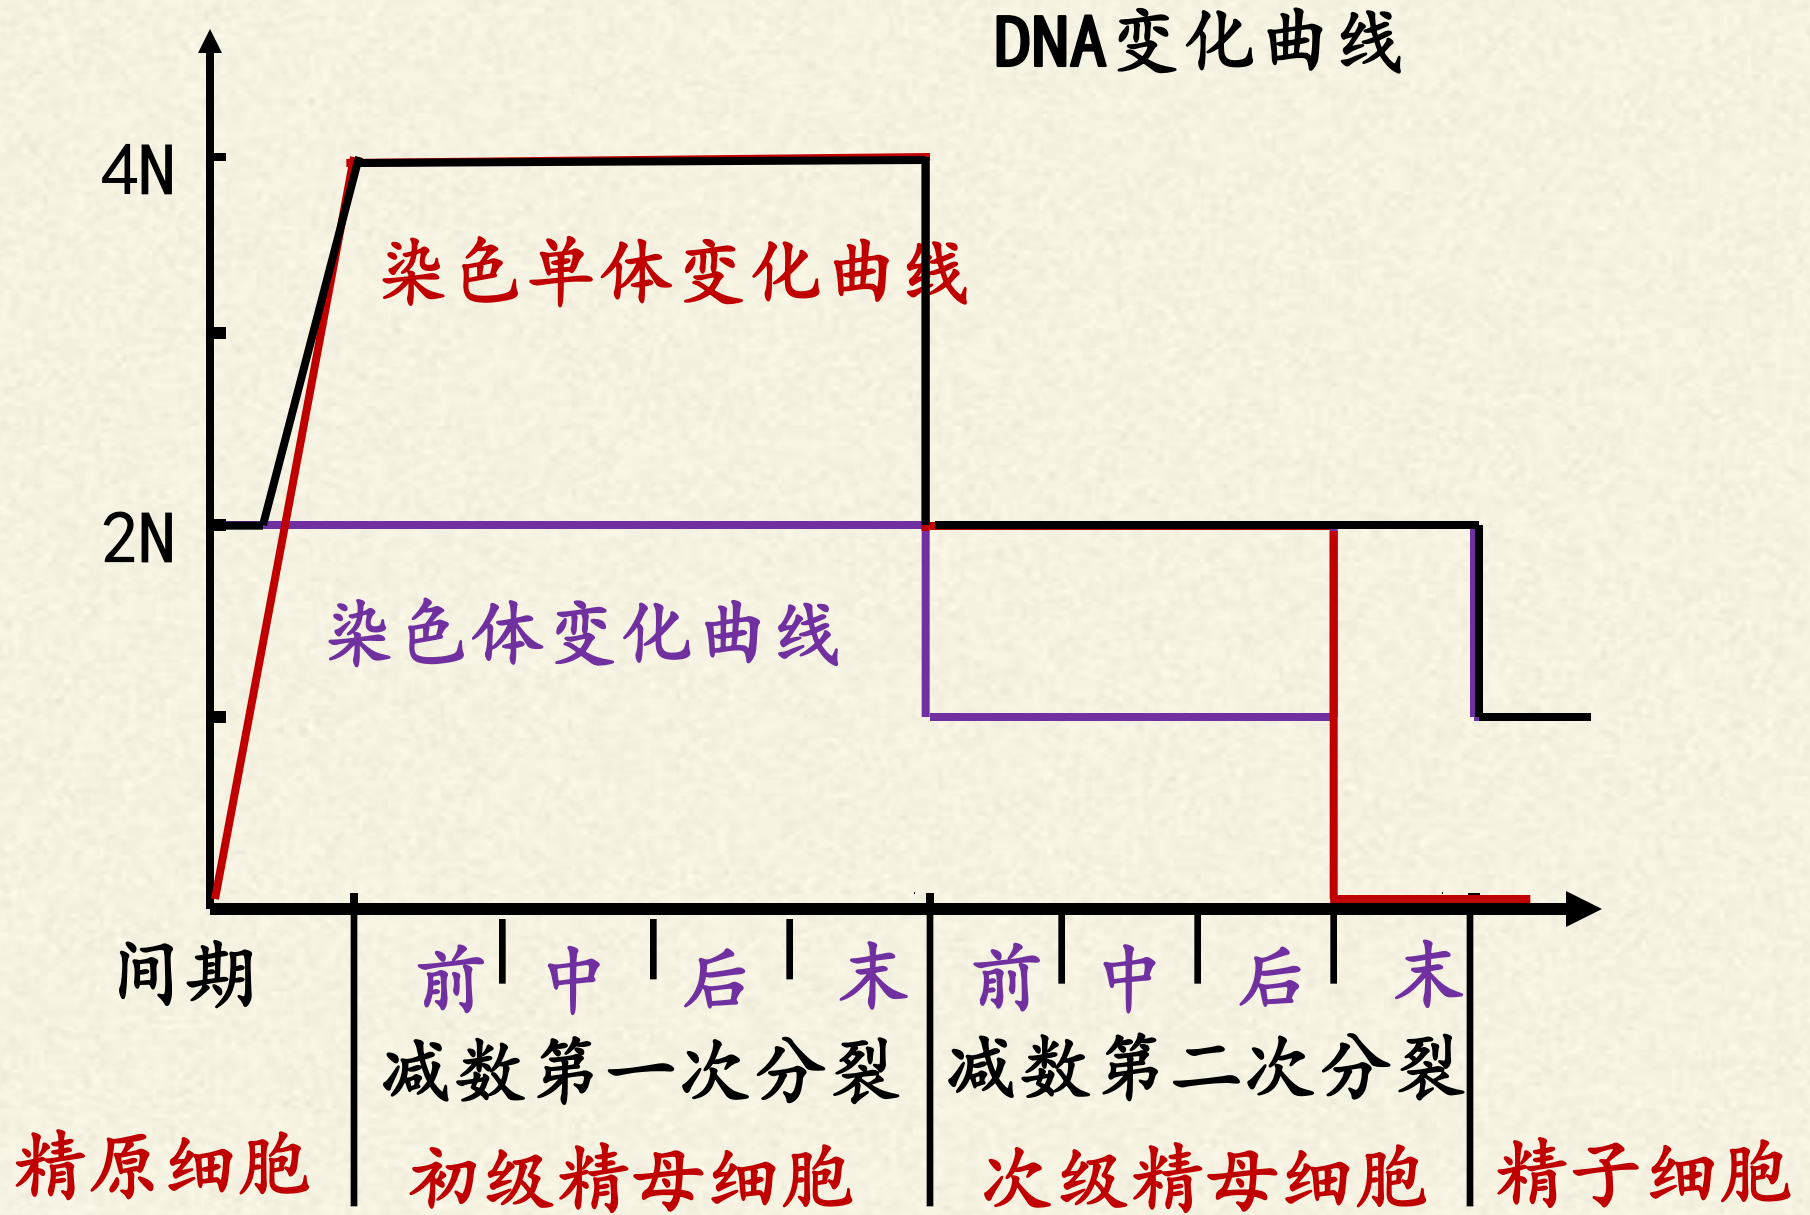 DNA变化曲线
4N
染色单体变化曲线
2N
染色体变化曲线
间期 前 中 后 末 前 中 后 末
减数第一次分裂 减数第二次分裂
精原细胞 初级精母细胞 次级精母细胞 精子细胞